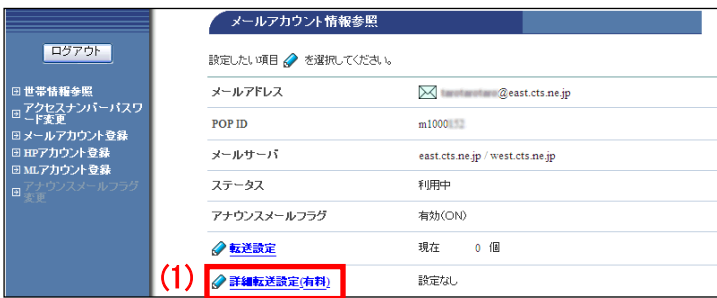 メールアカウント情報参照
ログアウト
設定したい項目 を選択してください。
世帯情報参照
アクセスナンバーパスワ
ード変更
メールアカウント登録
HPアカウント登録
MLアカウント登録
アナウンスメールフラグ
変更
メールアドレス @east.cts.ne.jp
POP ID m1000
メールサーバ east.cts.ne.jp / west.cts.ne.jp
ステータス 利用中
アナウンスメールフラグ 有効(ON)
転送設定 現在 0 個
(1) 詳細転送設定(有料) 設定なし